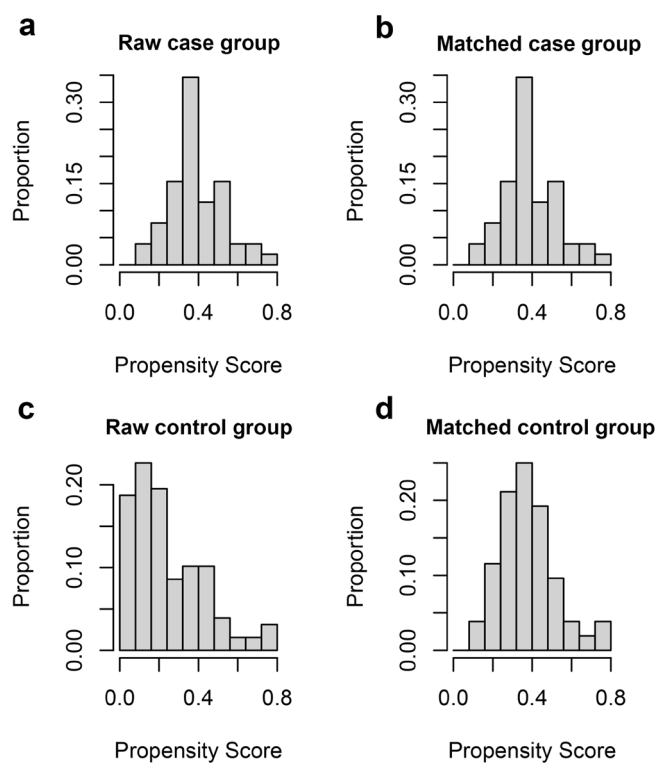 a
Raw case group
Proportion
0.30
0.15
0.00
0.0 0.4 0.8
Propensity Score
b
Matched case group
Proportion
0.30
0.15
0.00
0.0 0.4 0.8
Propensity Score
c
Raw control group
Proportion
0.20
0.10
0.00
0.0 0.4 0.8
Propensity Score
d
Matched control group
Proportion
0.20
0.10
0.00
0.0 0.4 0.8
Propensity Score